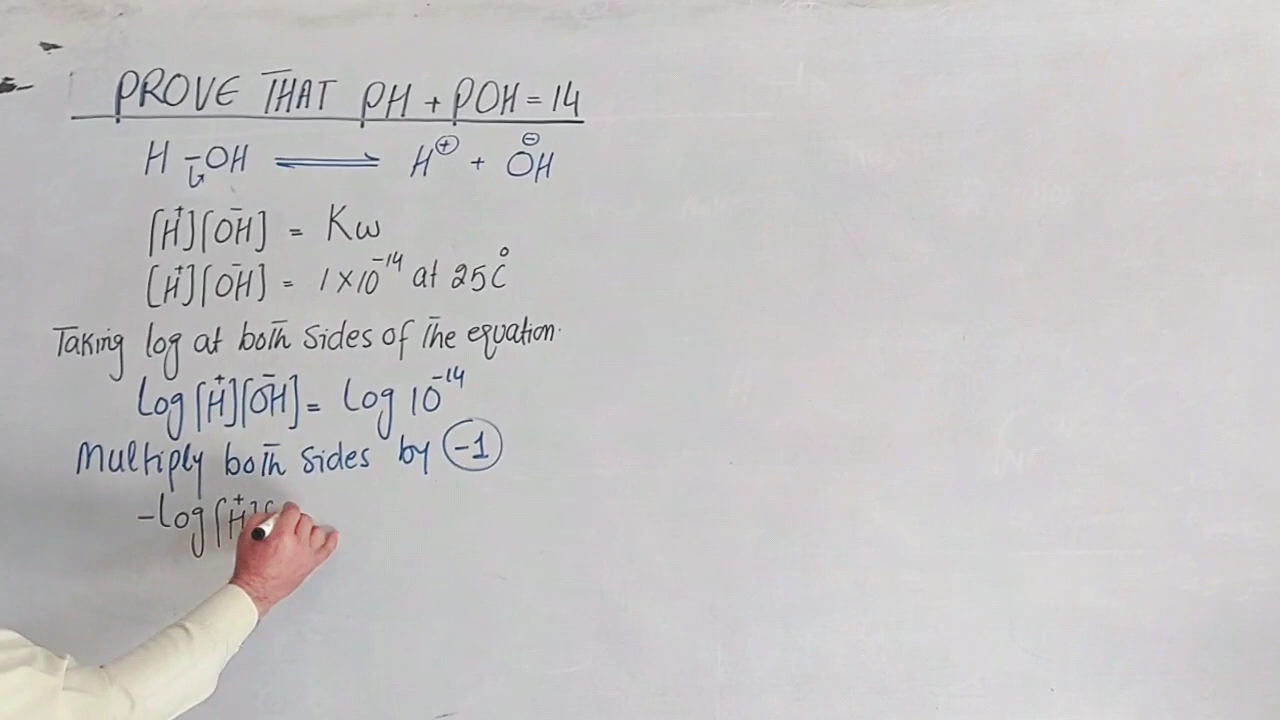 PROVE THAT PH + POH = 14
H - OH ⇌ H⊕ + O⊖H
[H⁺][OH⁻] = Kw
[H⁺][OH⁻] = 1×10⁻¹⁴ at 25°C
Taking log at both sides of the equation.
Log[H⁺][OH⁻] = Log 10⁻¹⁴
Multiply both sides by -1
-Log[H⁺][